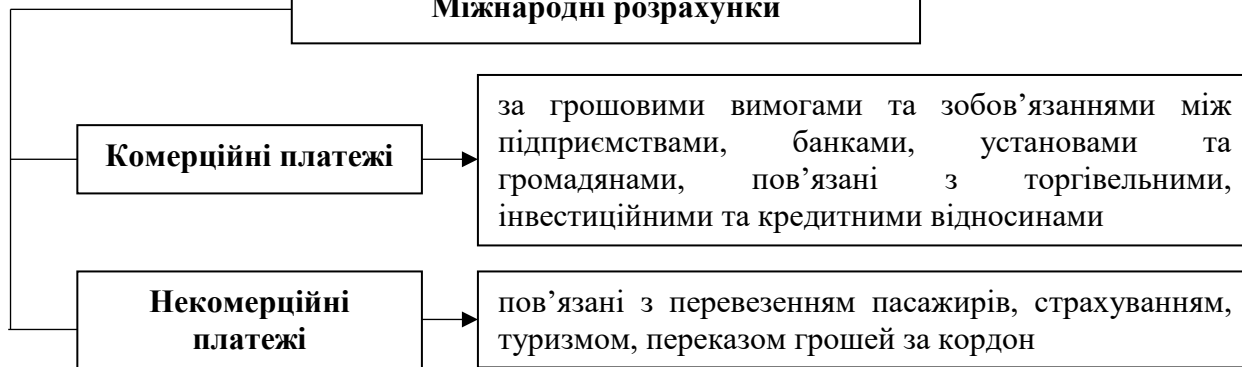 Міжнародні розрахунки
за грошовими вимогами та зобов’язаннями між
підприємствами, банками, установами та
Комерційні платежі
громадянами, пов’язані з торгівельними,
інвестиційними та кредитними відносинами
Некомерційні
платежі
пов’язані з перевезенням пасажирів, страхуванням,
туризмом, переказом грошей за кордон